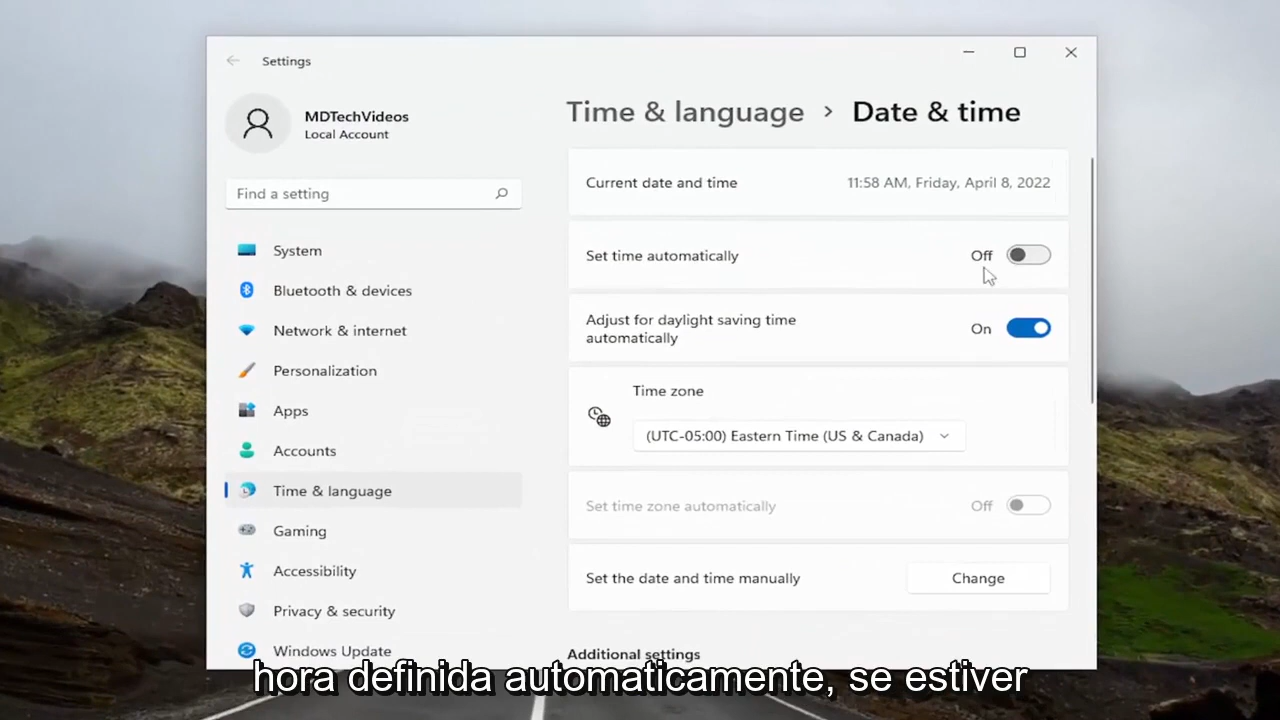 Settings
MDTechVideos
Local Account
Find a setting
System
Bluetooth & devices
Network & internet
Personalization
Apps
Accounts
Time & language
Gaming
Accessibility
Privacy & security
Windows Update
Time & language › Date & time
Current date and time 11:58 AM, Friday, April 8, 2022
Set time automatically Off
Adjust for daylight saving time
automatically On
Time zone
(UTC-05:00) Eastern Time (US & Canada)
Set time zone automatically Off
Set the date and time manually Change
Additional settings
hora definida automaticamente, se estiver